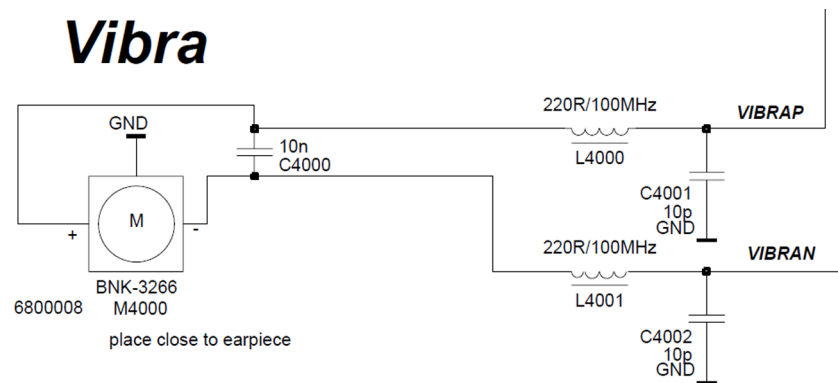 Vibra
220R/100MHz
VIBRAP
GND
10n
C4000
L4000
C4001
10p
GND
M
+
-
220R/100MHz
VIBRAN
BNK-3266
6800008
M4000
L4001
place close to earpiece
C4002
10p
GND